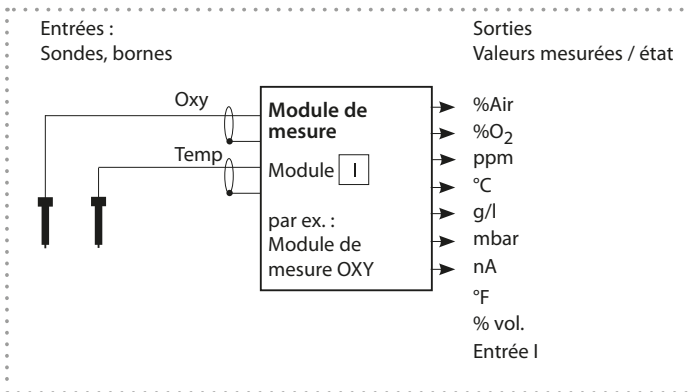 Entrées :
Sondes, bornes
Sorties
Valeurs mesurées / état
Oxy
Temp
Module de
mesure
Module I
par ex. :
Module de
mesure OXY
%Air
%O2
ppm
°C
g/l
mbar
nA
°F
% vol.
Entrée I